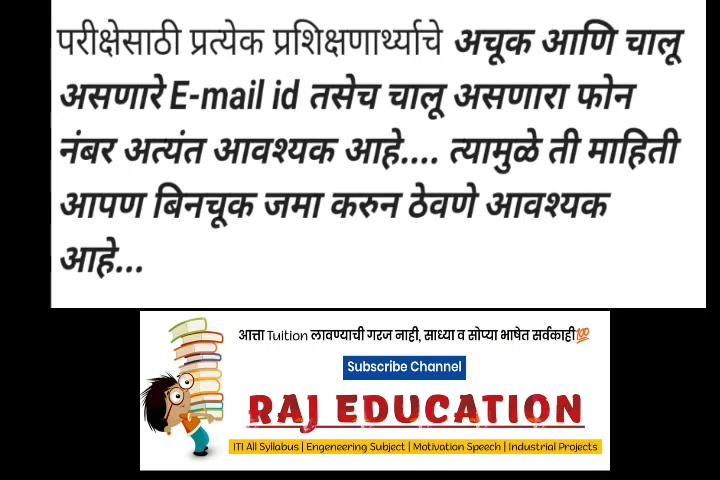 परीक्षेसाठी प्रत्येक प्रशिक्षणार्थ्याचे अचूक आणि चालू
असणारे E-mail id तसेच चालू असणारा फोन
नंबर अत्यंत आवश्यक आहे.... त्यामुळे ती माहिती
आपण बिनचूक जमा करुन ठेवणे आवश्यक
आहे...
आत्ता Tuition लावण्याची गरज नाही, साध्या व सोप्या भाषेत सर्वकाही💯
Subscribe Channel
RAJ EDUCATION
ITI All Syllabus | Engeneering Subject | Motivation Speech | Industrial Projects